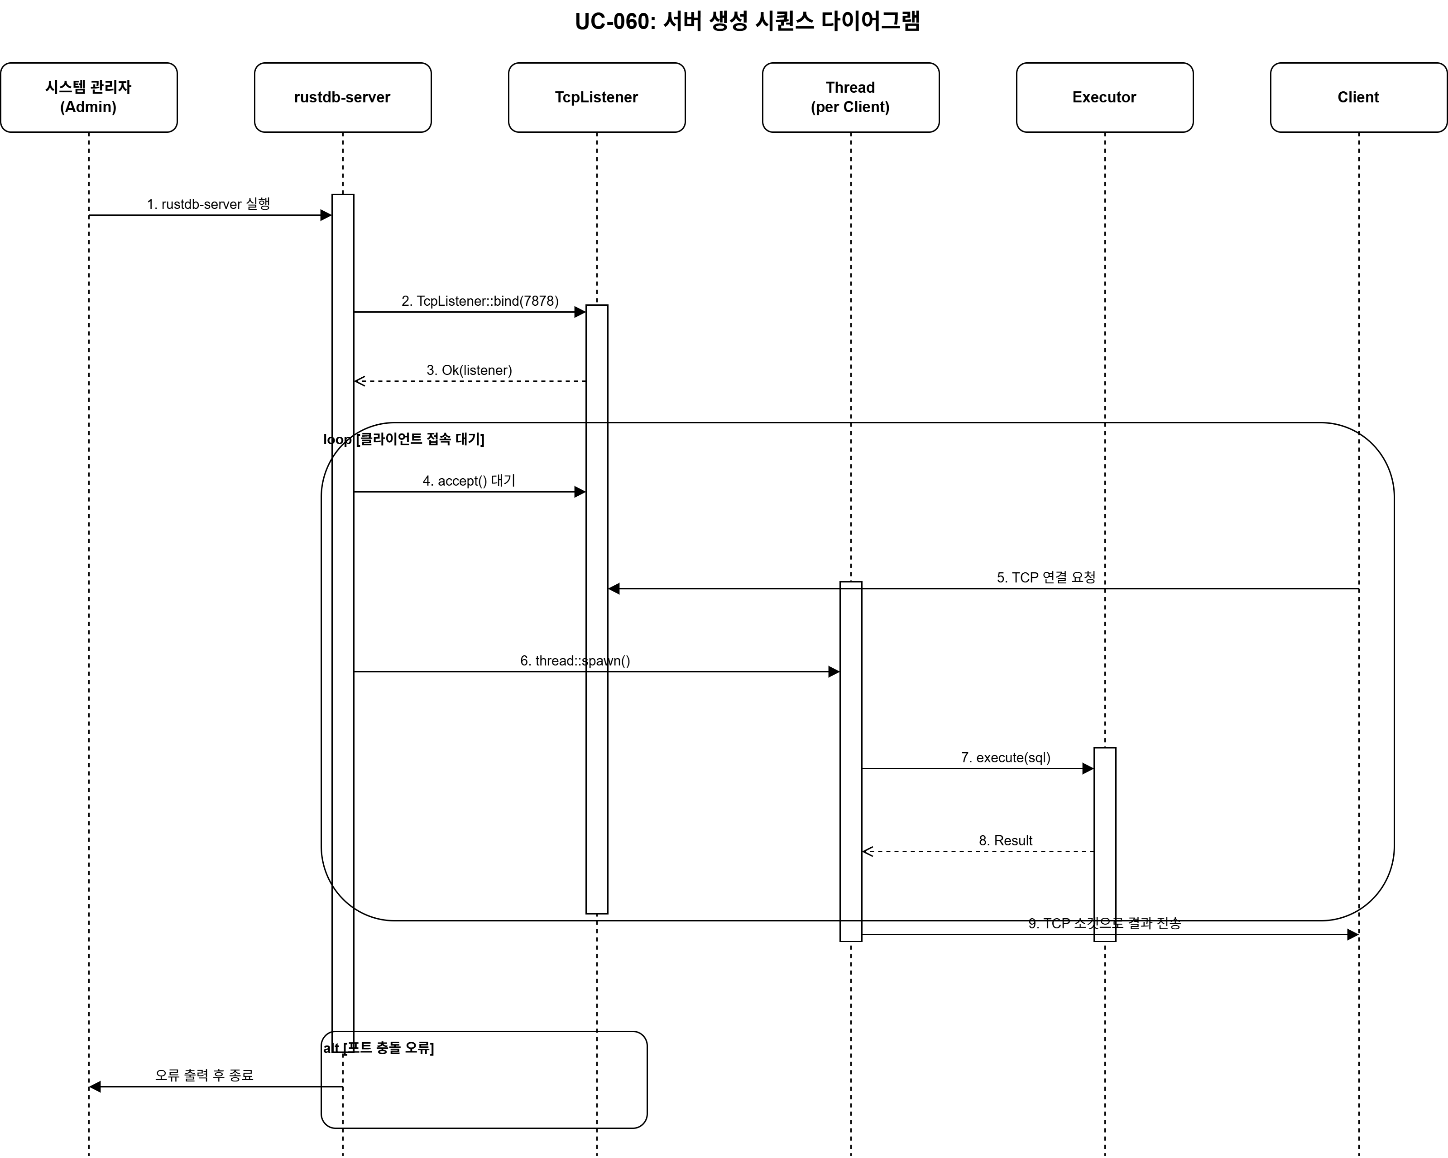 UC-060: 서버 생성 시퀀스 다이어그램
시스템 관리자
(Admin)
rustdb-server
TcpListener
Thread
(per Client)
Executor
Client
1. rustdb-server 실행
2. TcpListener::bind(7878)
3. Ok(listener)
loop [클라이언트 접속 대기]
4. accept() 대기
5. TCP 연결 요청
6. thread::spawn()
7. execute(sql)
8. Result
9. TCP 소켓으로 결과 전송
alt [포트 충돌 오류]
오류 출력 후 종료